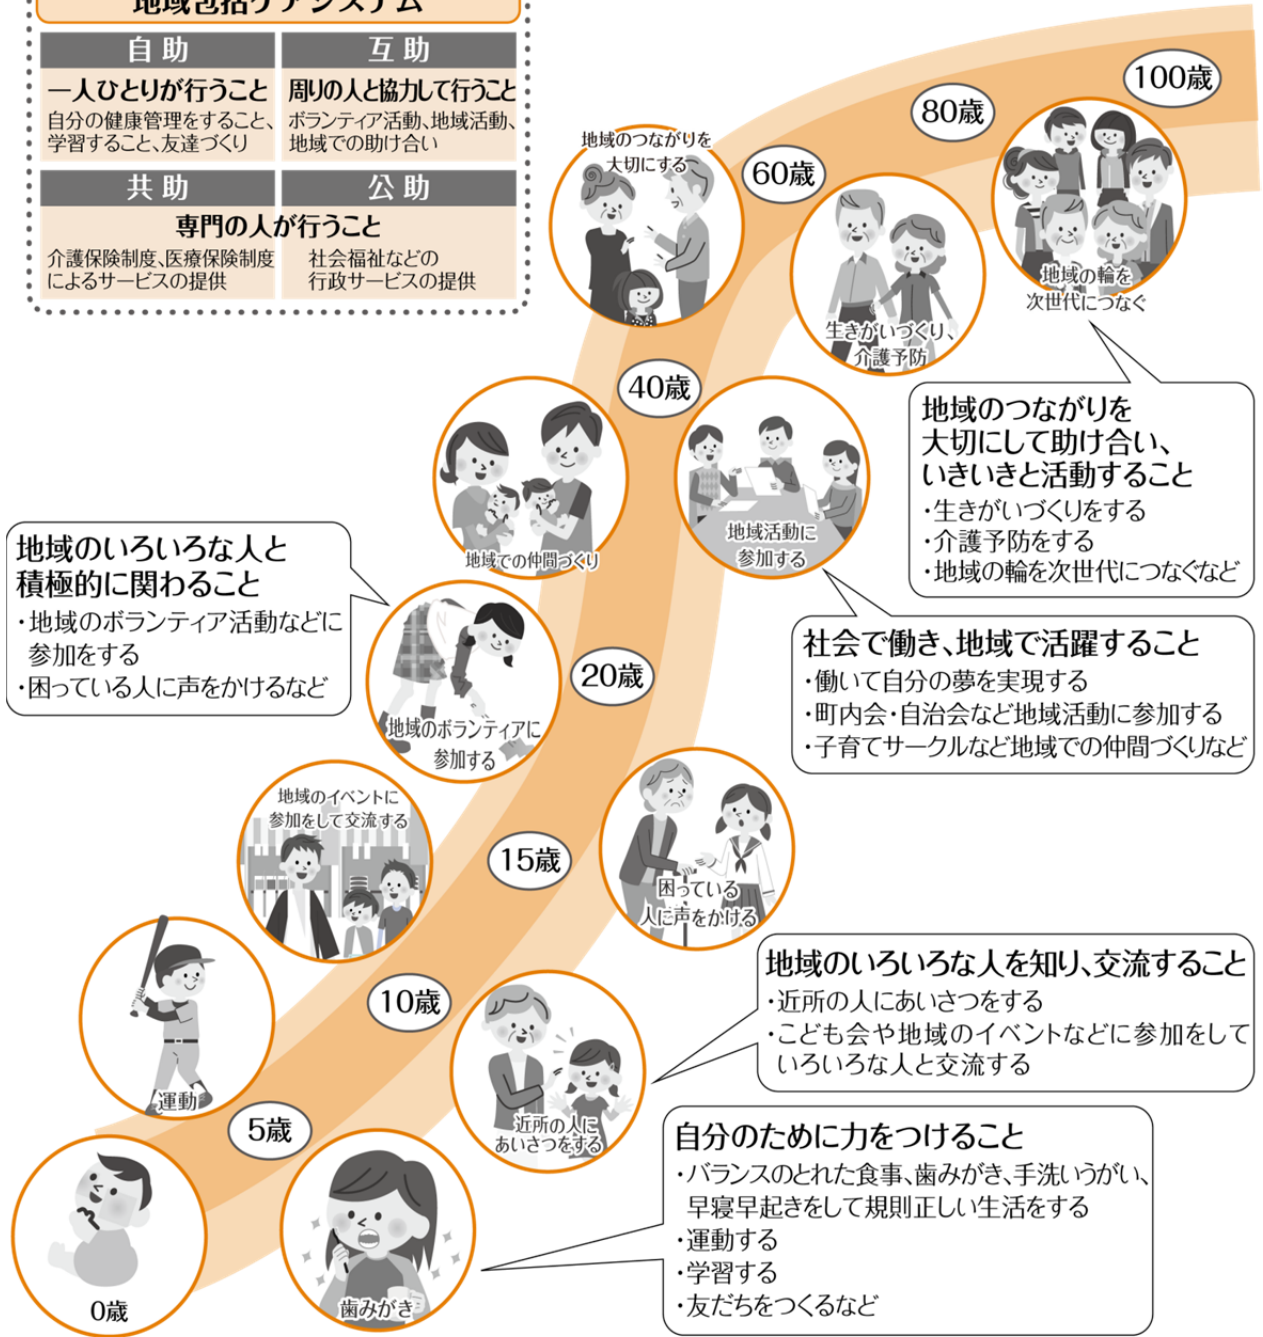 地域包括ケアシステム
自助
一人ひとりが行うこと
自分の健康管理をすること、
学習すること、友達づくり
互助
周りの人と協力して行うこと
ボランティア活動、地域活動、
地域での助け合い
共助
公助
専門の人が行うこと
介護保険制度、医療保険制度
によるサービスの提供
社会福祉などの
行政サービスの提供
100歳
80歳
60歳
地域のつながりを
大切にする
生きがいづくり、
介護予防
地域の輪を
次世代につなぐ
地域のつながりを
大切にして助け合い、
いきいきと活動すること
・生きがいづくりをする
・介護予防をする
・地域の輪を次世代につなぐなど
40歳
地域での仲間づくり
地域活動に
参加する
社会で働き、地域で活躍すること
・働いて自分の夢を実現する
・町内会・自治会など地域活動に参加する
・子育てサークルなど地域での仲間づくりなど
地域のいろいろな人と
積極的に関わること
・地域のボランティア活動などに
参加をする
・困っている人に声をかけるなど
20歳
地域のボランティアに
参加する
地域のイベントに
参加をして交流する
15歳
困っている
人に声をかける
地域のいろいろな人を知り、交流すること
・近所の人にあいさつをする
・こども会や地域のイベントなどに参加をして
いろいろな人と交流する
10歳
運動
近所の人に
あいさつをする
5歳
自分のために力をつけること
・バランスのとれた食事、歯みがき、手洗いうがい、
早寝早起きをして規則正しい生活をする
・運動する
・学習する
・友だちをつくるなど
0歳
歯みがき